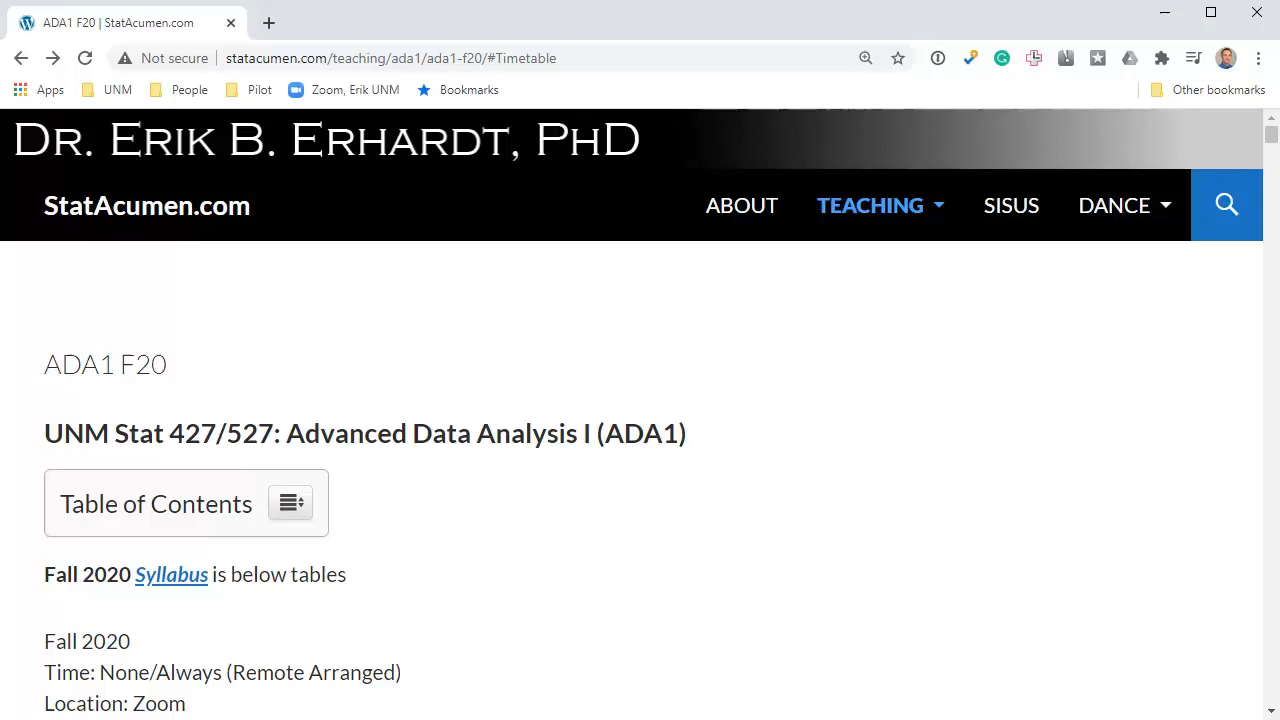 ADA1 F20 | StatAcumen.com
Not secure
statacumen.com/teaching/ada1/ada1-f20/#Timetable
Apps
UNM
People
Pilot
Zoom, Erik UNM
Bookmarks
Other bookmarks
Dr. Erik B. Erhardt, PhD
StatAcumen.com
ABOUT
TEACHING
SISUS
DANCE
ADA1 F20
UNM Stat 427/527: Advanced Data Analysis I (ADA1)
Table of Contents
Fall 2020 Syllabus is below tables
Fall 2020
Time: None/Always (Remote Arranged)
Location: Zoom